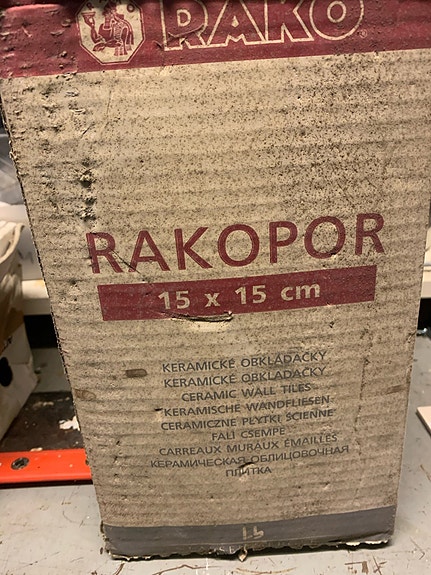 RAKO
RAKOPOR
15 x 15 cm
KERAMICKÉ OBKLÁDAČKY
KERAMICKÉ OBKLADAČKY
CERAMIC WALL TILES
KERAMISCHE WANDFLIESEN
CERAMICZNE PŁYTKI ŚCIENNE
FALI CSEMPE
CARREAUX MURAUX ÉMAILLÉS
КЕРАМИЧЕСКАЯ ОБЛИЦОВОЧНАЯ
ПЛИТКА